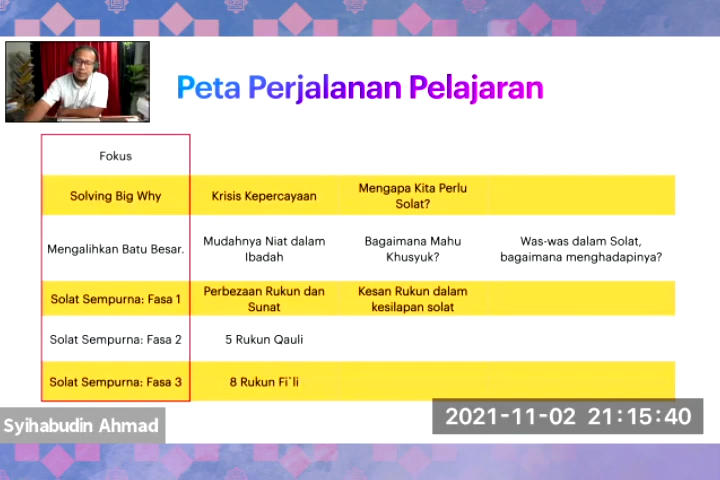 Peta Perjalanan Pelajaran
Fokus
Solving Big Why
Krisis Kepercayaan
Mengapa Kita Perlu
Solat?
Mengalihkan Batu Besar.
Mudahnya Niat dalam
Ibadah
Bagaimana Mahu
Khusyuk?
Was-was dalam Solat,
bagaimana menghadapinya?
Solat Sempurna: Fasa 1
Perbezaan Rukun dan
Sunat
Kesan Rukun dalam
kesilapan solat
Solat Sempurna: Fasa 2
5 Rukun Qauli
Solat Sempurna: Fasa 3
8 Rukun Fi`li
Syihabudin Ahmad
2021-11-02 21:15:40